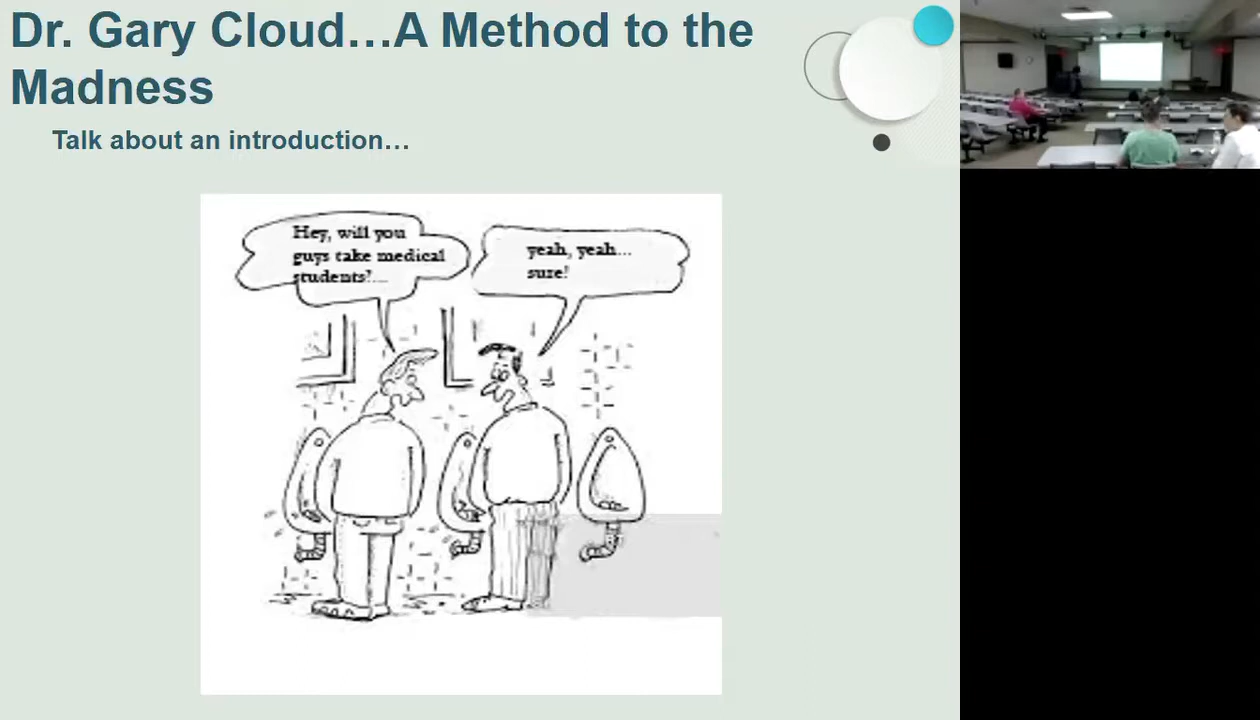 Dr. Gary Cloud…A Method to the
Madness
Talk about an introduction…
Hey, will you
guys take medical
students?...
yeah, yeah...
sure!